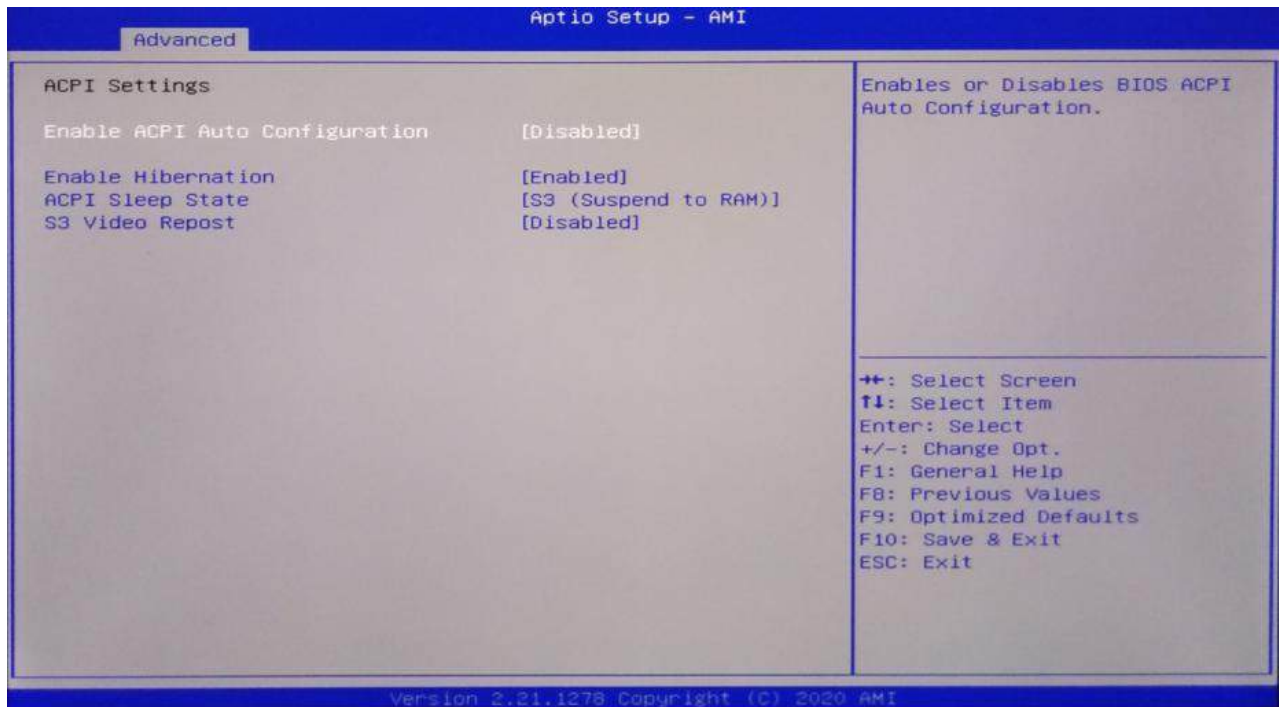 Aptio Setup - AMI
Advanced
ACPI Settings
Enable ACPI Auto Configuration [Disabled]
Enable Hibernation [Enabled]
ACPI Sleep State [S3 (Suspend to RAM)]
S3 Video Repost [Disabled]
Enables or Disables BIOS ACPI
Auto Configuration.
→←: Select Screen
↑↓: Select Item
Enter: Select
+/-: Change Opt.
F1: General Help
F8: Previous Values
F9: Optimized Defaults
F10: Save & Exit
ESC: Exit
Version 2.21.1278 Copyright (C) 2020 AMI